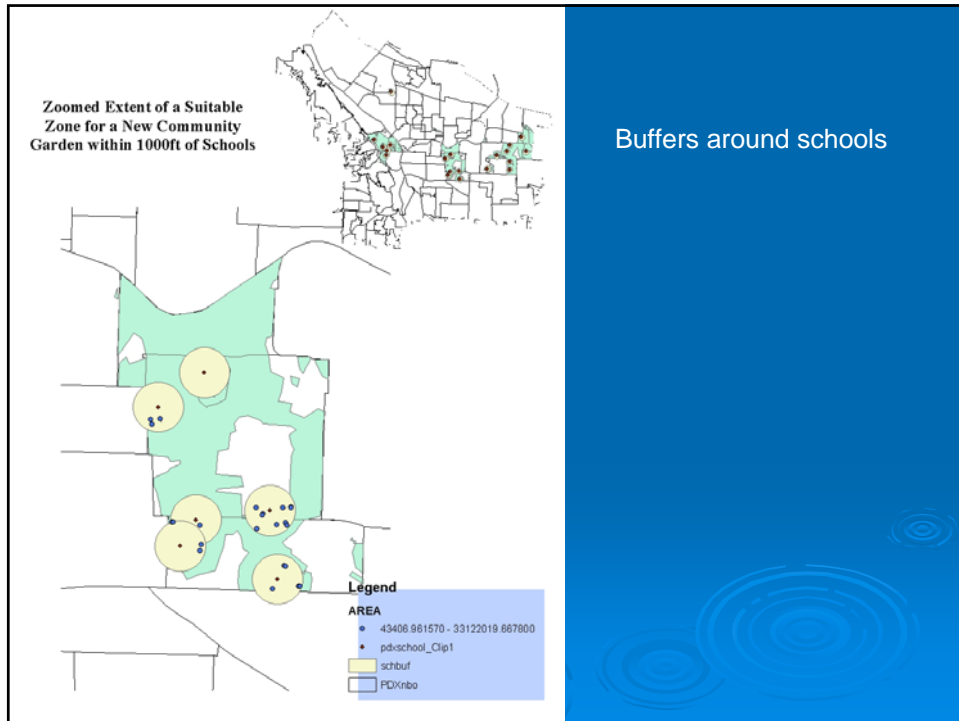 Zoomed Extent of a Suitable
Zone for a New Community
Garden within 1000ft of Schools
Buffers around schools
Legend
AREA
43406.961570 - 33122019.667800
pdxschool_Clip1
schbuf
PDXnbo